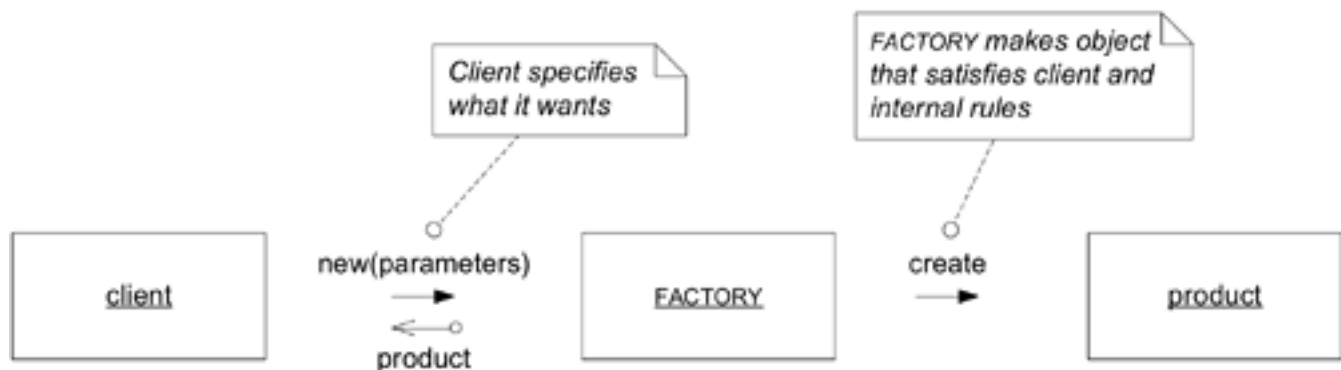 Client specifies
what it wants
FACTORY makes object
that satisfies client and
internal rules
client
new(parameters)
product
FACTORY
create
product